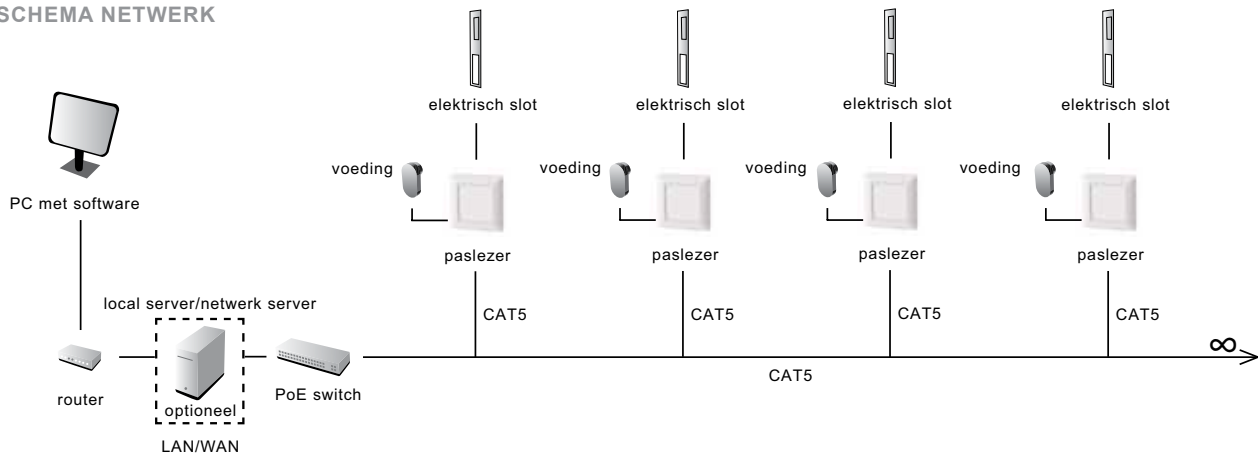 SCHEMA NETWERK
elektrisch slot elektrisch slot elektrisch slot elektrisch slot
voeding voeding voeding voeding
PC met software
paslezer paslezer paslezer paslezer
local server/netwerk server
CAT5 CAT5 CAT5 CAT5
∞
CAT5
router
optioneel
PoE switch
LAN/WAN